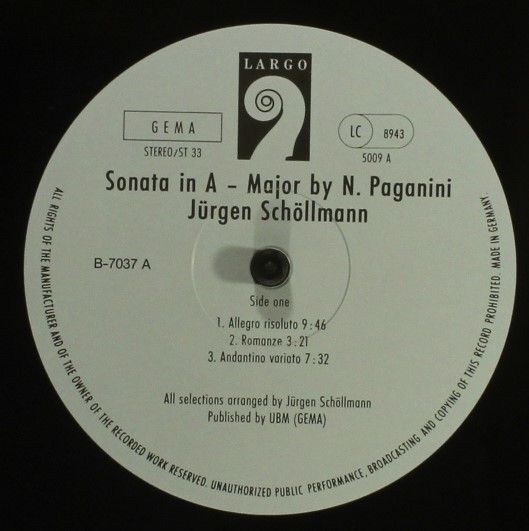 LARGO
GEMA
STEREO/ST 33
LC 8943
5009 A
Sonata in A - Major by N. Paganini
Jürgen Schöllmann
B-7037 A
Side one
1. Allegro risoluto 9:46
2. Romanze 3:21
3. Andantino variato 7:32
All selections arranged by Jürgen Schöllmann
Published by UBM (GEMA)
ALL RIGHTS OF THE MANUFACTURER AND OF THE OWNER OF THE RECORDED WORK RESERVED. UNAUTHORIZED PUBLIC PERFORMANCE, BROADCASTING AND COPYING OF THIS RECORD PROHIBITED. MADE IN GERMANY.